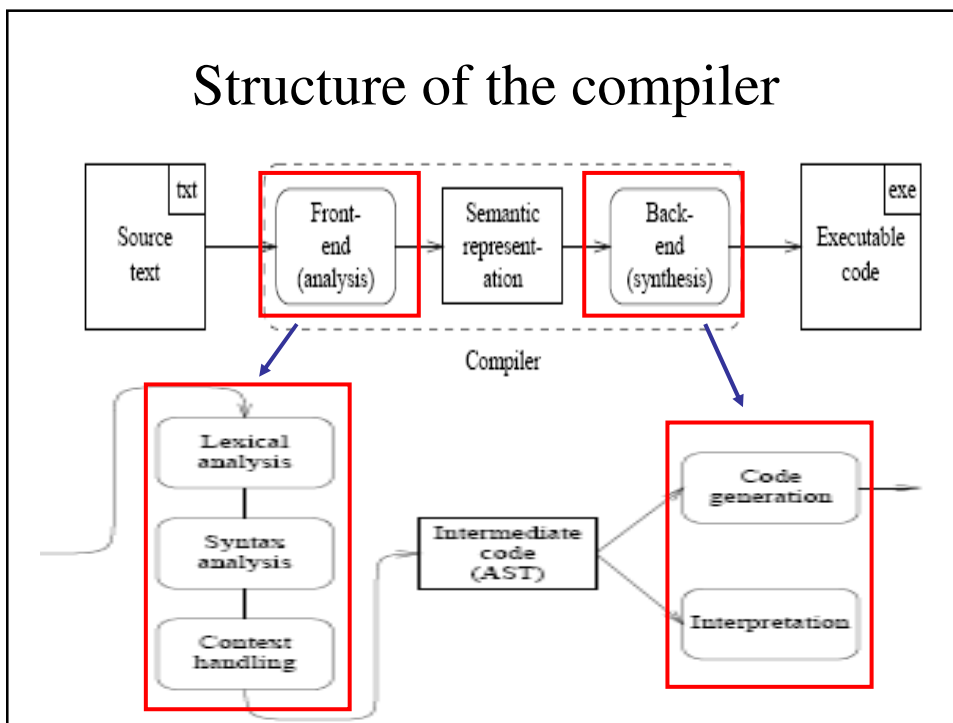 Structure of the compiler
txt
Source
text
Front-
end
(analysis)
Semantic
represent-
ation
Back-
end
(synthesis)
exe
Executable
code
Compiler
Lexical
analysis
Syntax
analysis
Context
handling
Intermediate
code
(AST)
Code
generation
Interpretation